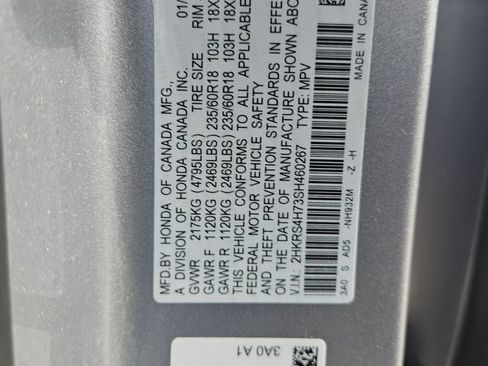 MFD.BY HONDA OF CANADA MFG., 01/
A DIVISION OF HONDA CANADA INC.
GVWR 2175KG (4795LBS) TIRE SIZE RIM
GAWR F 1120KG (2469LBS) 235/60R18 103H 18X
GAWR R 1120KG (2469LBS) 235/60R18 103H 18X
THIS VEHICLE CONFORMS TO ALL APPLICABLE
FEDERAL MOTOR VEHICLE SAFETY
AND THEFT PREVENTION STANDARDS IN EFFE
ON THE DATE OF MANUFACTURE SHOWN ABC
V.I.N.: 2HKRS4H73SH460267 TYPE: MPV
3A0 S AD5 -NH932M -Z -H
MADE IN CANA
3A0 A1